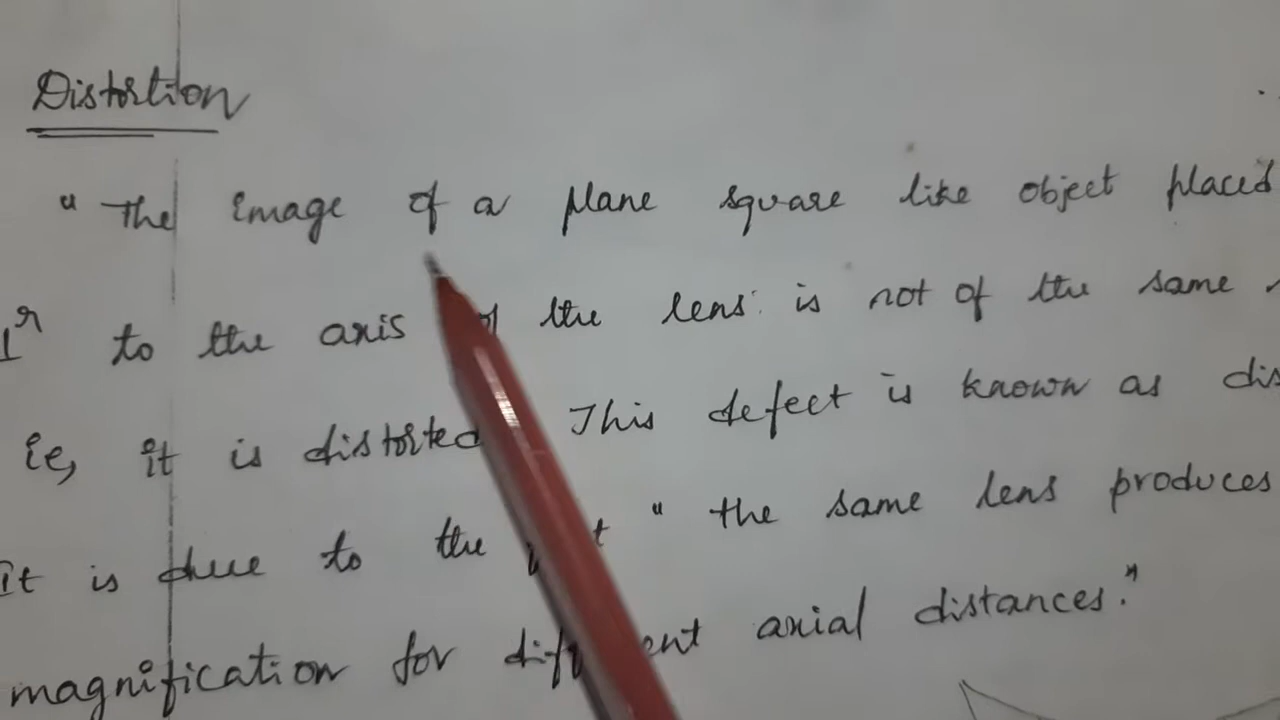 Distortion
" The image of a plane square like object placed
⊥r to the axis of the lens is not of the same
ie, it is distorted This defect is known as
it is due to the " the same lens produces
magnification for different axial distances."